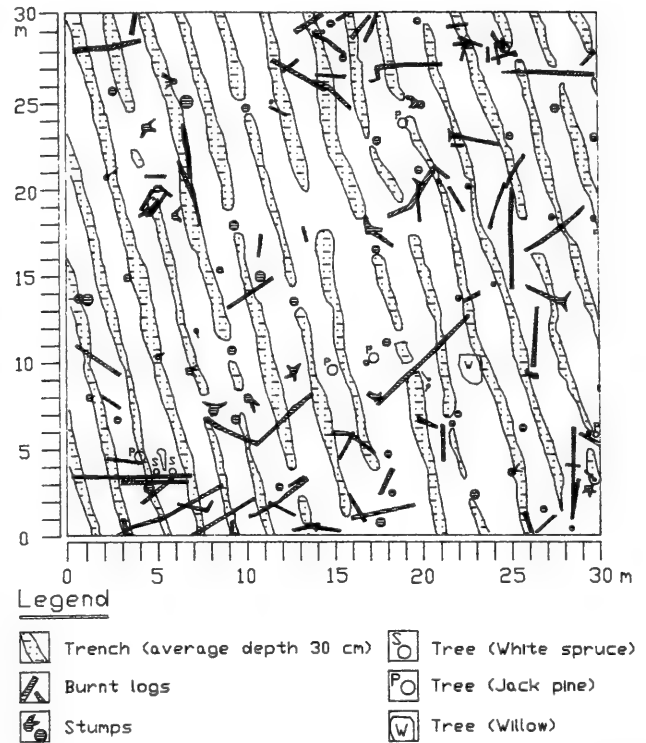 30
m
25
20
15
10
5
0
P
P
P
W
P
S
S
P
0 5 10 15 20 25 30 m
Legend
Trench (average depth 30 cm)
S Tree (White spruce)
Burnt logs
P Tree (Jack pine)
Stumps
W Tree (Willow)